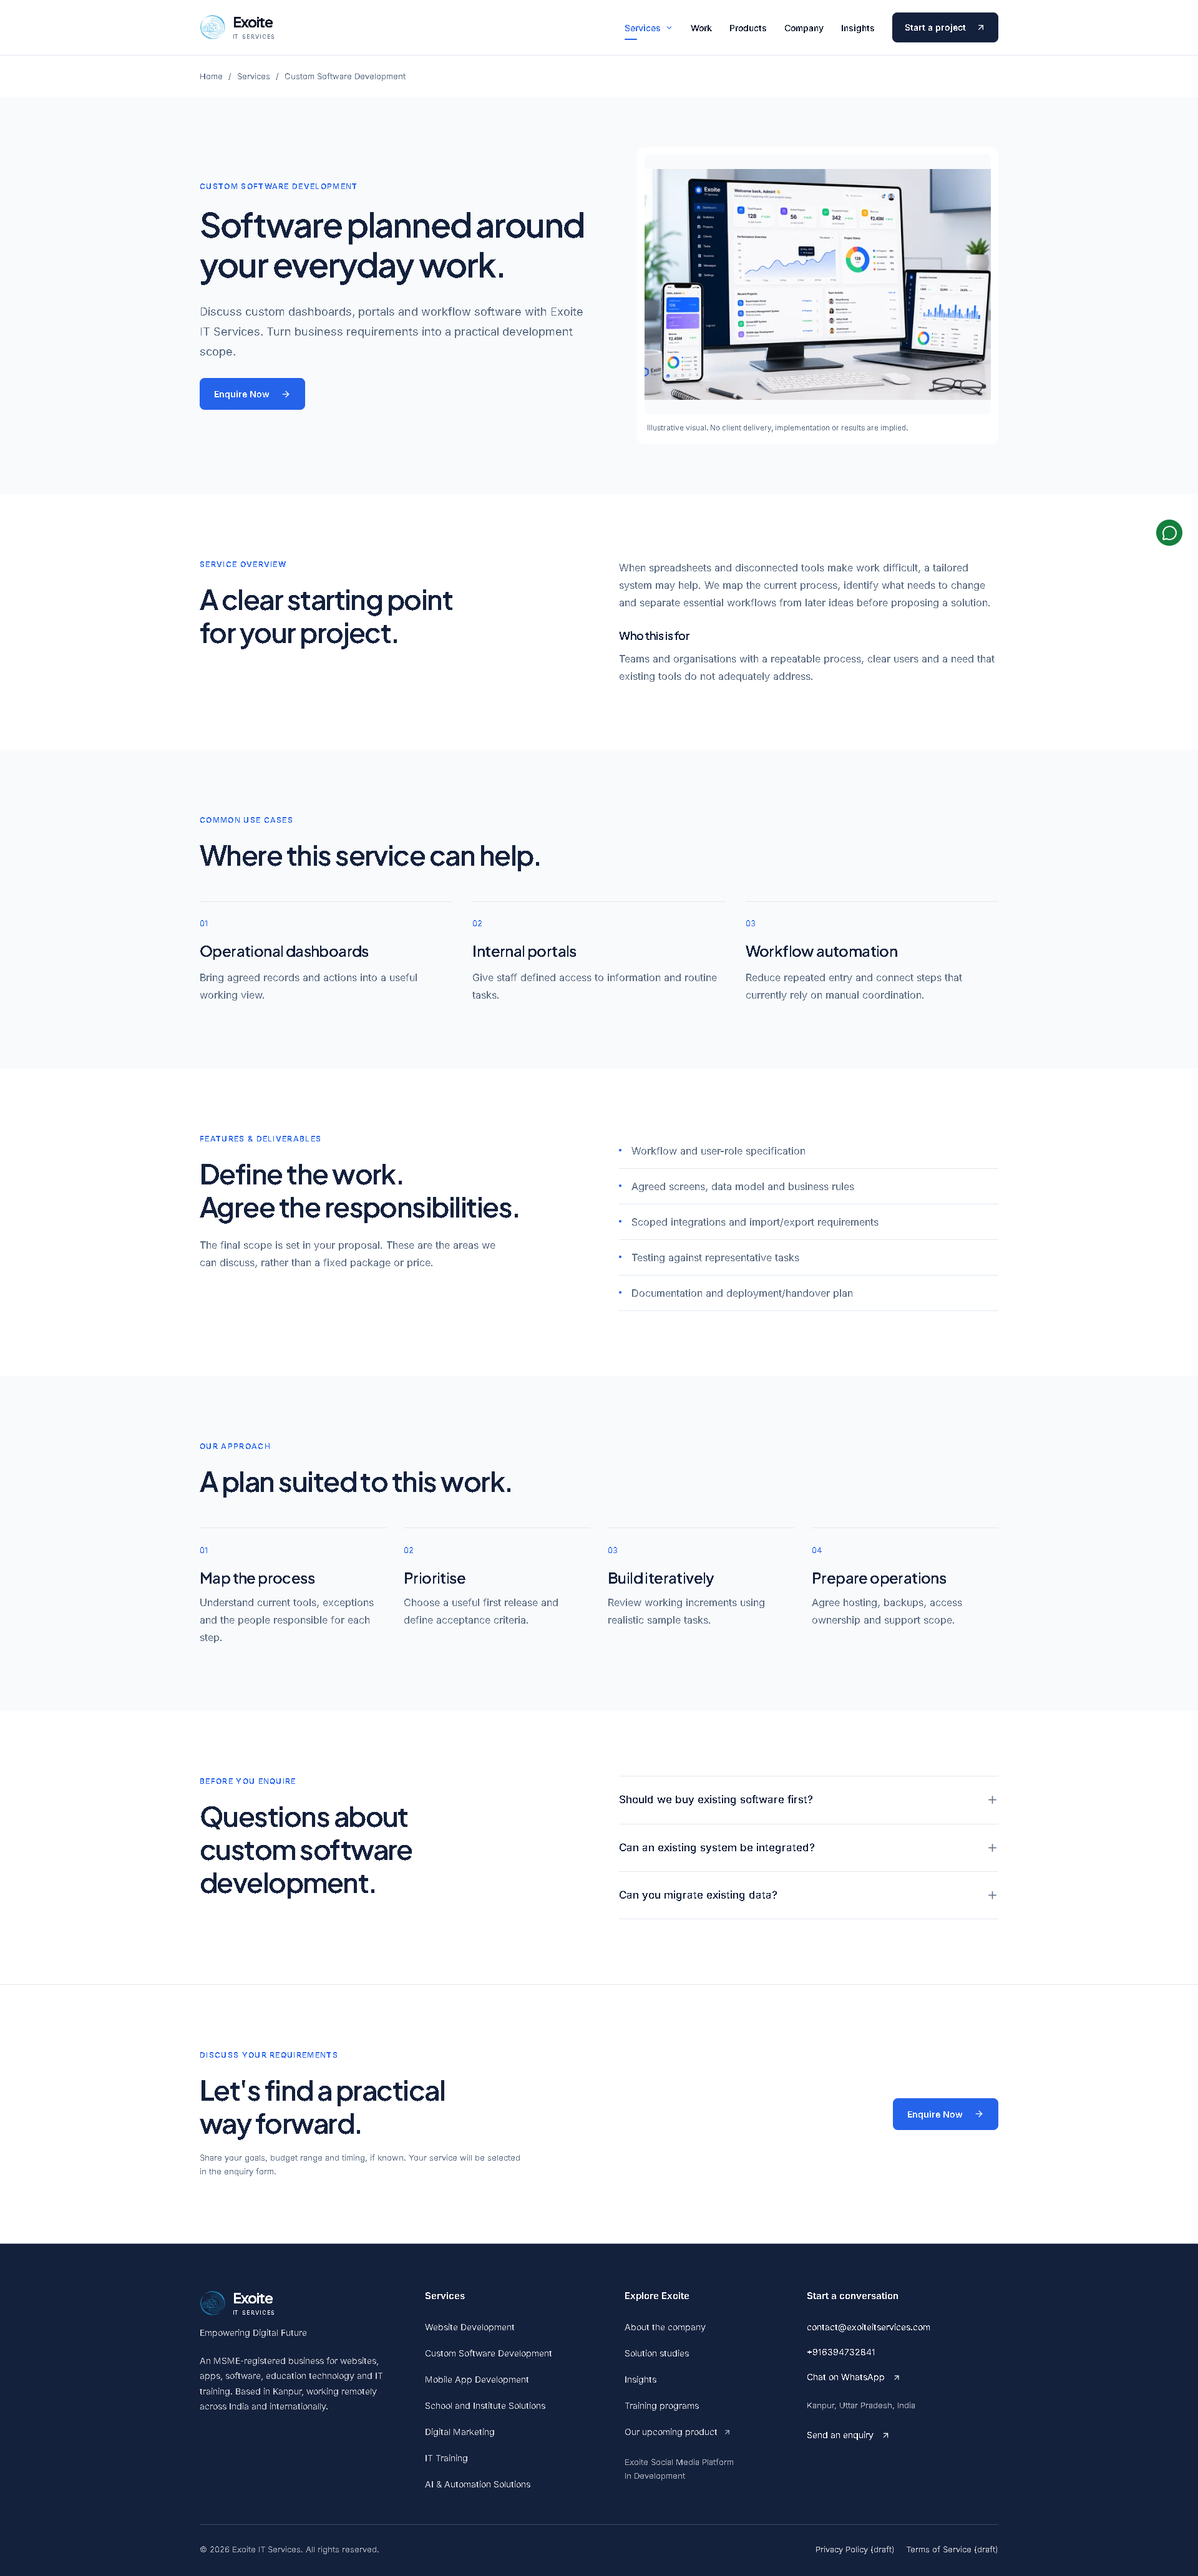 Exoite
IT SERVICES
Services
Work
Products
Company
Insights
Start a project
Home / Services / Custom Software Development
CUSTOM SOFTWARE DEVELOPMENT
Software planned around
your everyday work.
Discuss custom dashboards, portals and workflow software with Exoite
IT Services. Turn business requirements into a practical development
scope.
Enquire Now
Exoite
Welcome back, Admin
128
56
342
Illustrative visual. No client delivery, implementation or results are implied.
SERVICE OVERVIEW
A clear starting point
for your project.
When spreadsheets and disconnected tools make work difficult, a tailored
system may help. We map the current process, identify what needs to change
and separate essential workflows from later ideas before proposing a solution.
Who this is for
Teams and organisations with a repeatable process, clear users and a need that
existing tools do not adequately address.
COMMON USE CASES
Where this service can help.
01
Operational dashboards
Bring agreed records and actions into a useful
working view.
02
Internal portals
Give staff defined access to information and routine
tasks.
03
Workflow automation
Reduce repeated entry and connect steps that
currently rely on manual coordination.
FEATURES & DELIVERABLES
Define the work.
Agree the responsibilities.
The final scope is set in your proposal. These are the areas we
can discuss, rather than a fixed package or price.
Workflow and user-role specification
Agreed screens, data model and business rules
Scoped integrations and import/export requirements
Testing against representative tasks
Documentation and deployment/handover plan
OUR APPROACH
A plan suited to this work.
01
Map the process
Understand current tools, exceptions
and the people responsible for each
step.
02
Prioritise
Choose a useful first release and
define acceptance criteria.
03
Build iteratively
Review working increments using
realistic sample tasks.
04
Prepare operations
Agree hosting, backups, access
ownership and support scope.
BEFORE YOU ENQUIRE
Questions about
custom software
development.
Should we buy existing software first?
Can an existing system be integrated?
Can you migrate existing data?
DISCUSS YOUR REQUIREMENTS
Let's find a practical
way forward.
Share your goals, budget range and timing, if known. Your service will be selected
in the enquiry form.
Enquire Now
Exoite
IT SERVICES
Empowering Digital Future
An MSME-registered business for websites,
apps, software, education technology and IT
training. Based in Kanpur, working remotely
across India and internationally.
Services
Website Development
Custom Software Development
Mobile App Development
School and Institute Solutions
Digital Marketing
IT Training
AI & Automation Solutions
Explore Exoite
About the company
Solution studies
Insights
Training programs
Our upcoming product
Exoite Social Media Platform
In Development
Start a conversation
contact@exoiteitservices.com
+916394732841
Chat on WhatsApp
Kanpur, Uttar Pradesh, India
Send an enquiry
© 2026 Exoite IT Services. All rights reserved.
Privacy Policy (draft)
Terms of Service (draft)